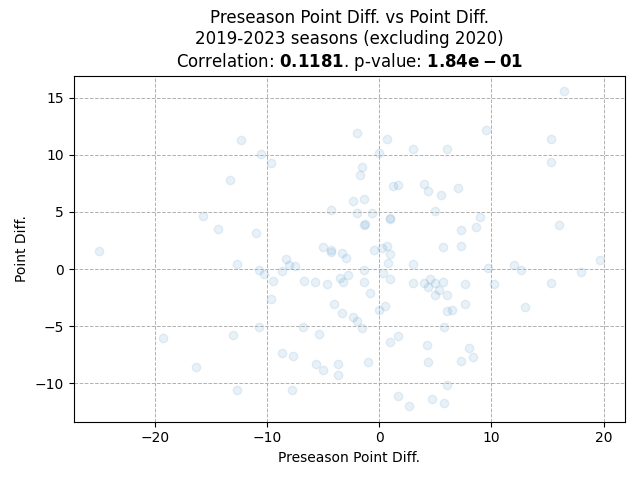 Preseason Point Diff. vs Point Diff.
2019-2023 seasons (excluding 2020)
Correlation: 0.1181. p-value: 1.84e − 01
15
10
5
0
−5
−10
Point Diff.
−20
−10
0
10
20
Preseason Point Diff.